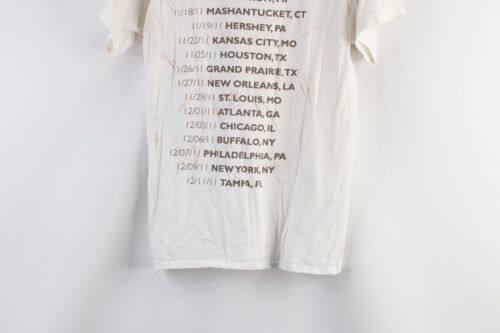 11/18/11 MASHANTUCKET, CT
11/19/11 HERSHEY, PA
11/22/11 KANSAS CITY, MO
11/25/11 HOUSTON, TX
11/26/11 GRAND PRAIRIE, TX
11/27/11 NEW ORLEANS, LA
11/29/11 ST. LOUIS, MO
12/01/11 ATLANTA, GA
12/03/11 CHICAGO, IL
12/06/11 BUFFALO, NY
12/07/11 PHILADELPHIA, PA
12/09/11 NEW YORK, NY
12/11/11 TAMPA, FL